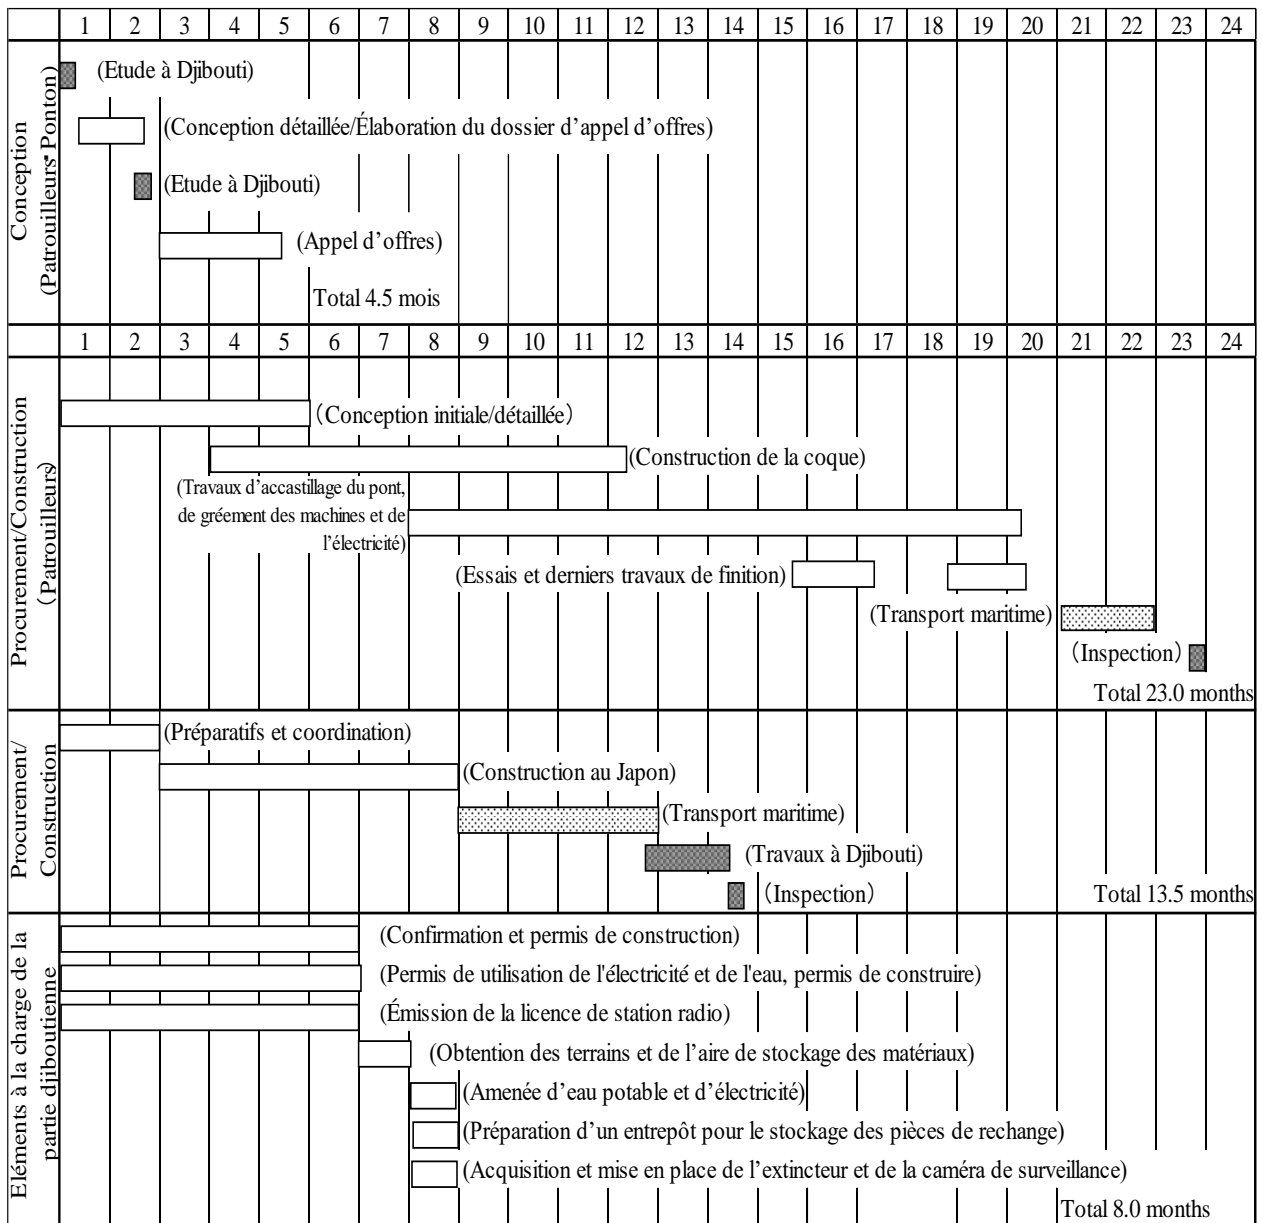 1 2 3 4 5 6 7 8 9 10 11 12 13 14 15 16 17 18 19 20 21 22 23 24
Conception
(Patrouilleurs・Ponton)
(Etude à Djibouti)
(Conception détaillée/Élaboration du dossier d’appel d’offres)
(Etude à Djibouti)
(Appel d’offres)
Total 4.5 mois
1 2 3 4 5 6 7 8 9 10 11 12 13 14 15 16 17 18 19 20 21 22 23 24
Procurement/Construction
(Patrouilleurs)
(Conception initiale/détaillée)
(Construction de la coque)
(Travaux d’accastillage du pont,
de gréement des machines et de
l’électricité)
(Essais et derniers travaux de finition)
(Transport maritime)
(Inspection)
Total 23.0 months
Procurement/
Construction
(Préparatifs et coordination)
(Construction au Japon)
(Transport maritime)
(Travaux à Djibouti)
(Inspection)
Total 13.5 months
Eléments à la charge de la
partie djiboutienne
(Confirmation et permis de construction)
(Permis de utilisation de l'électricité et de l'eau, permis de construire)
(Émission de la licence de station radio)
(Obtention des terrains et de l’aire de stockage des matériaux)
(Amenée d’eau potable et d’électricité)
(Préparation d’un entrepôt pour le stockage des pièces de rechange)
(Acquisition et mise en place de l’extincteur et de la caméra de surveillance)
Total 8.0 months